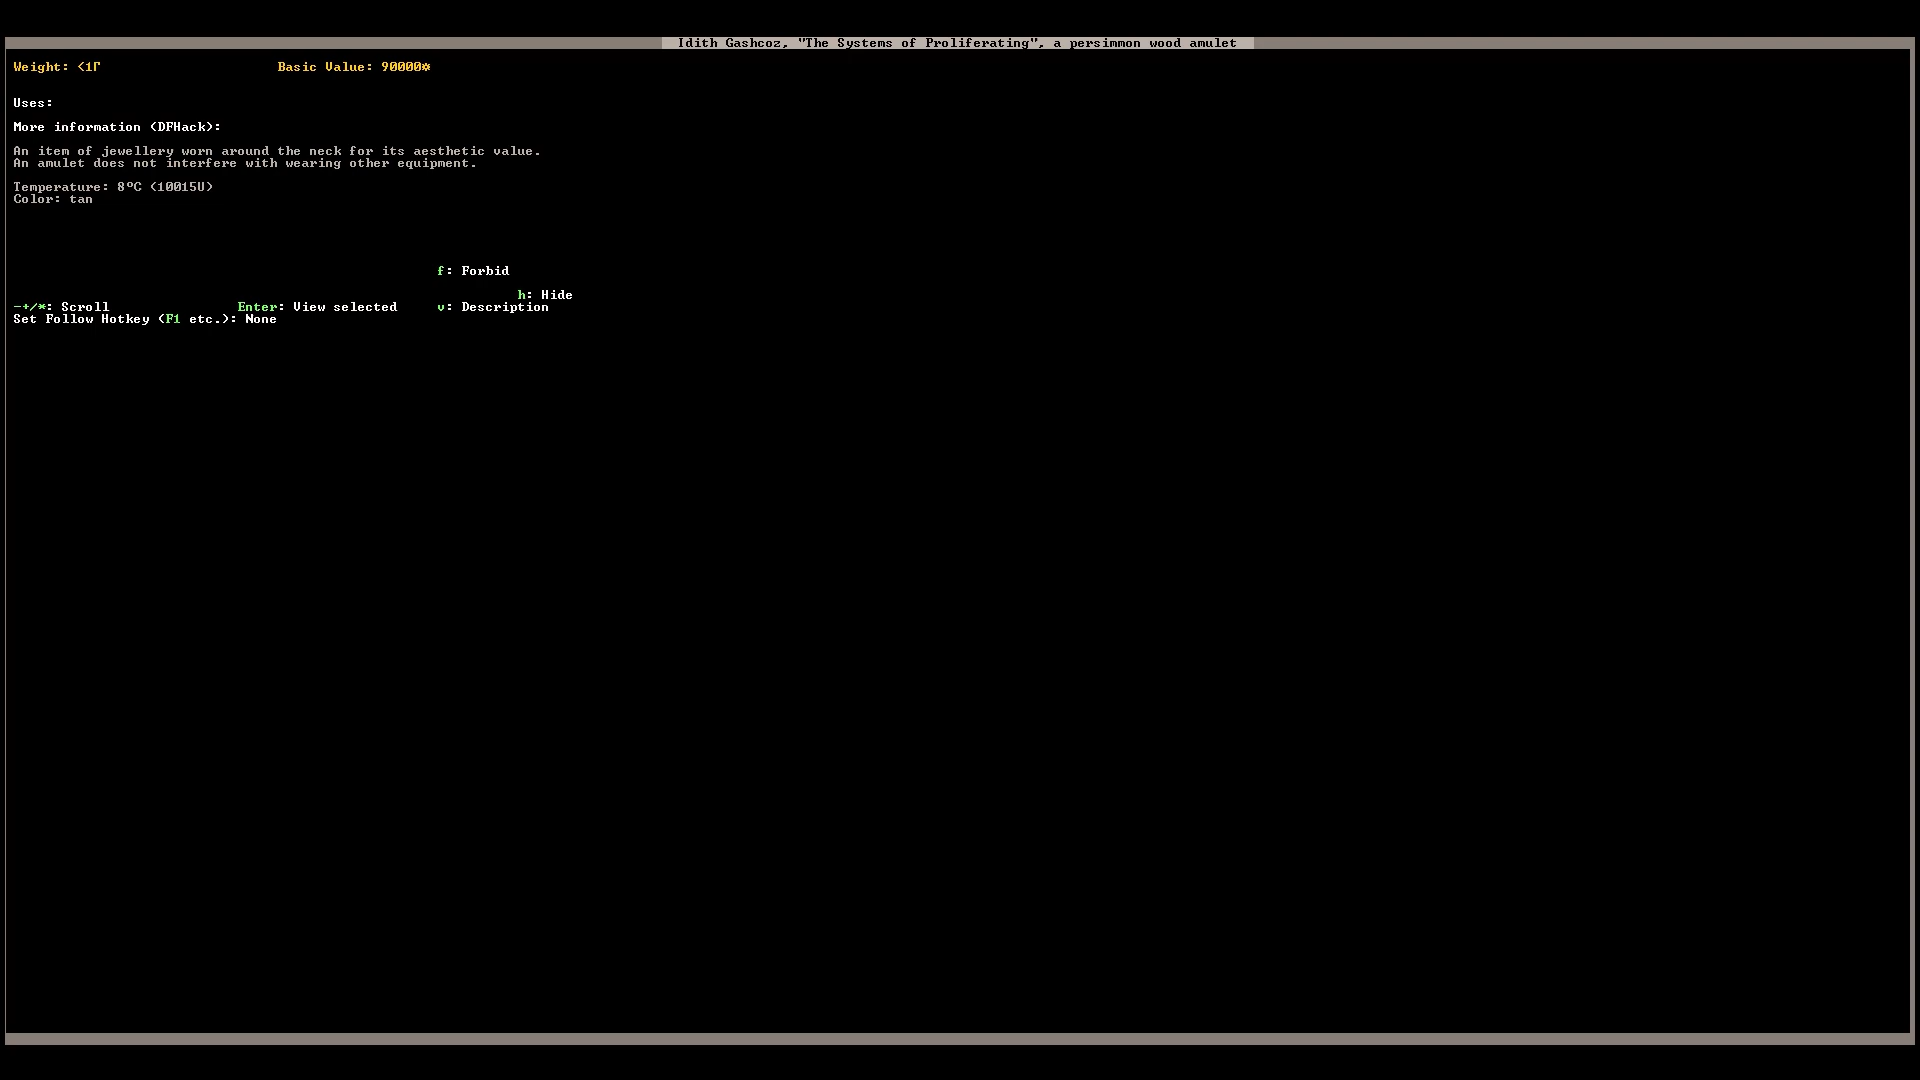 Idith Gashcoz, "The Systems of Proliferating", a persimmon wood amulet
Weight: <1Γ Basic Value: 90000☼
Uses:
More information (DFHack):
An item of jewellery worn around the neck for its aesthetic value.
An amulet does not interfere with wearing other equipment.
Temperature: 8°C (10015U)
Color: tan
f: Forbid
h: Hide
-+/*: Scroll Enter: View selected v: Description
Set Follow Hotkey (F1 etc.): None